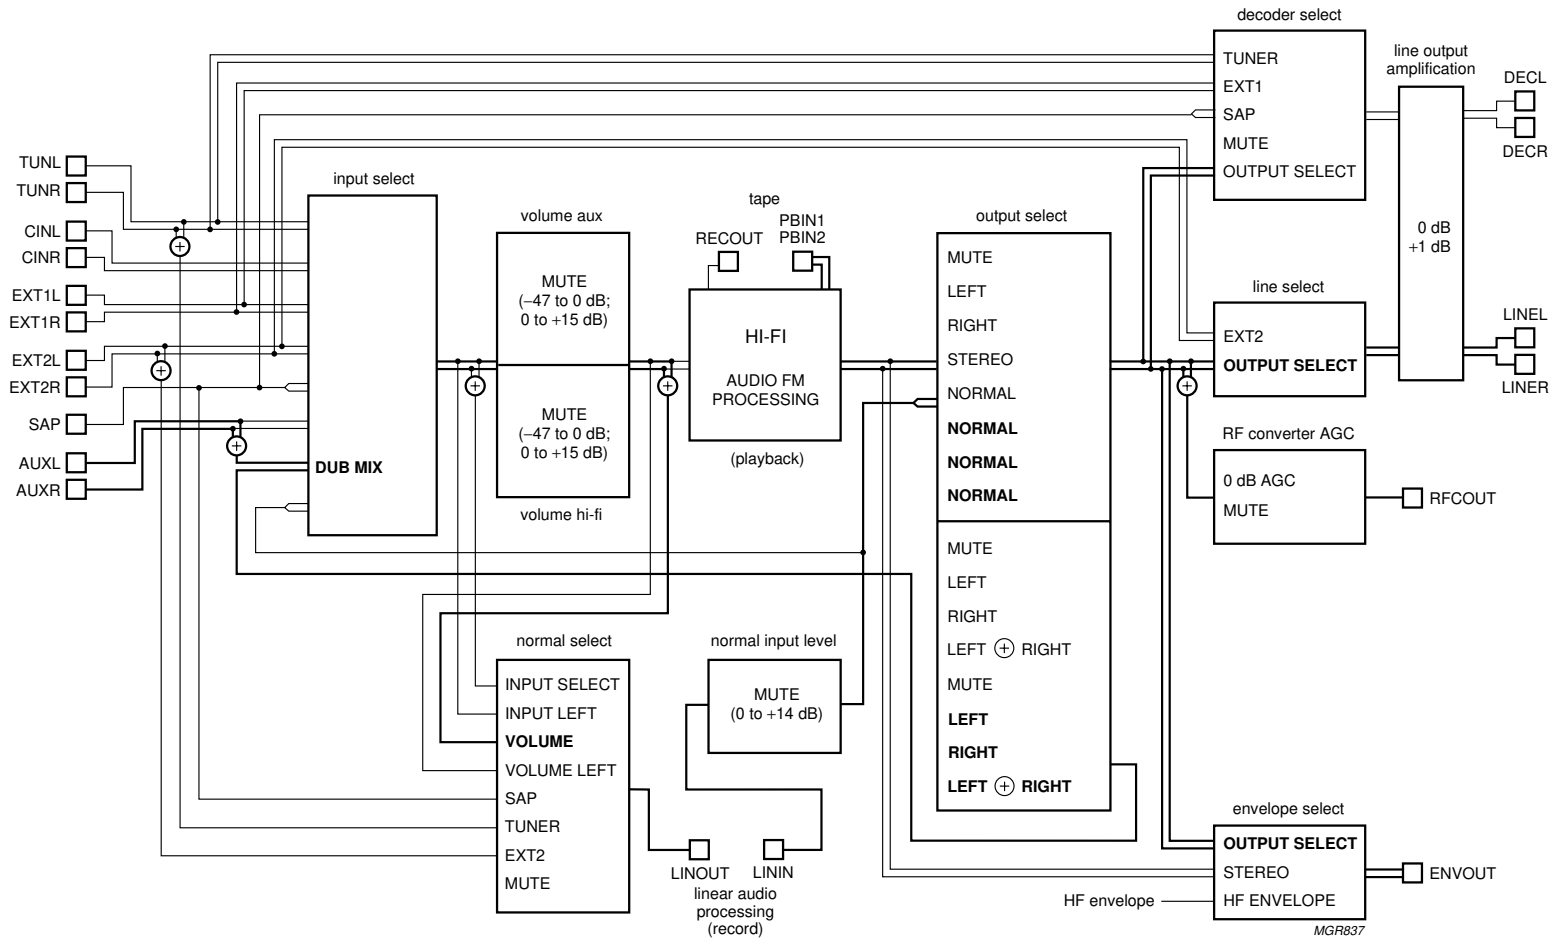 decoder select
TUNER
EXT1
SAP
MUTE
OUTPUT SELECT
line output
amplification
0 dB
+1 dB
DECL
DECR
LINEL
LINER
TUNL
TUNR
CINL
CINR
EXT1L
EXT1R
EXT2L
EXT2R
SAP
AUXL
AUXR
+
+
+
input select
DUB MIX
volume aux
MUTE
(−47 to 0 dB;
0 to +15 dB)
MUTE
(−47 to 0 dB;
0 to +15 dB)
volume hi-fi
+
+
tape
RECOUT
PBIN1
PBIN2
HI-FI
AUDIO FM
PROCESSING
(playback)
output select
MUTE
LEFT
RIGHT
STEREO
NORMAL
NORMAL
NORMAL
NORMAL
MUTE
LEFT
RIGHT
LEFT + RIGHT
MUTE
LEFT
RIGHT
LEFT + RIGHT
line select
EXT2
OUTPUT SELECT
+
RF converter AGC
0 dB AGC
MUTE
RFCOUT
normal select
INPUT SELECT
INPUT LEFT
VOLUME
VOLUME LEFT
SAP
TUNER
EXT2
MUTE
normal input level
MUTE
(0 to +14 dB)
LINOUT
LININ
linear audio
processing
(record)
envelope select
OUTPUT SELECT
STEREO
HF ENVELOPE
HF envelope
ENVOUT
MGR837